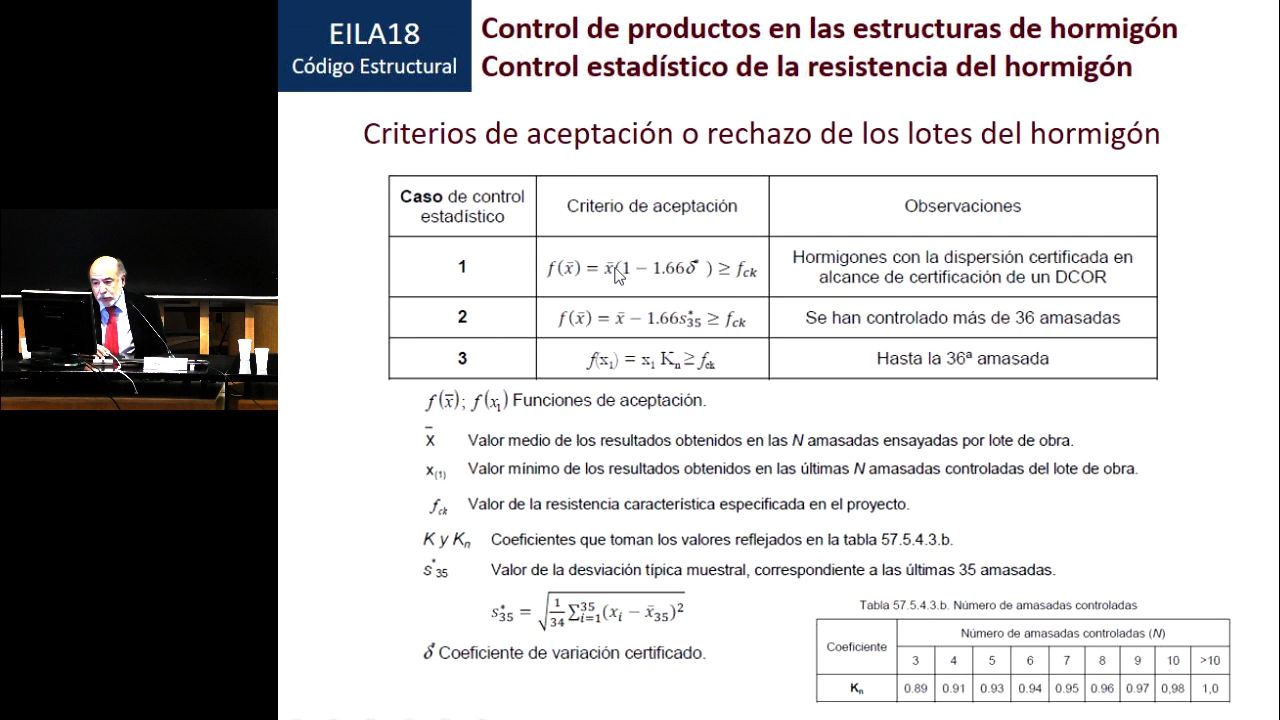 EILA18
Código Estructural
Control de productos en las estructuras de hormigón
Control estadístico de la resistencia del hormigón
Criterios de aceptación o rechazo de los lotes del hormigón
Caso de control estadístico | Criterio de aceptación | Observaciones
1 | f(x̄) = x̄(1 − 1.66δ* ) ≥ fck | Hormigones con la dispersión certificada en alcance de certificación de un DCOR
2 | f(x̄) = x̄ − 1.66s*35 ≥ fck | Se han controlado más de 36 amasadas
3 | f(x1) = x1 Kn ≥ fck | Hasta la 36ª amasada
f(x̄); f(x1) Funciones de aceptación.
x̄ Valor medio de los resultados obtenidos en las N amasadas ensayadas por lote de obra.
x(1) Valor mínimo de los resultados obtenidos en las últimas N amasadas controladas del lote de obra.
fck Valor de la resistencia característica especificada en el proyecto.
K y Kn Coeficientes que toman los valores reflejados en la tabla 57.5.4.3.b.
s*35 Valor de la desviación típica muestral, correspondiente a las últimas 35 amasadas.
s*35 = √(1/34 ∑35i=1(xi − x̄35)2)
δ* Coeficiente de variación certificado.
Tabla 57.5.4.3.b. Número de amasadas controladas
Coeficiente | Número de amasadas controladas (N)
3 | 4 | 5 | 6 | 7 | 8 | 9 | 10 | >10
Kn | 0.89 | 0.91 | 0.93 | 0.94 | 0.95 | 0.96 | 0.97 | 0,98 | 1,0